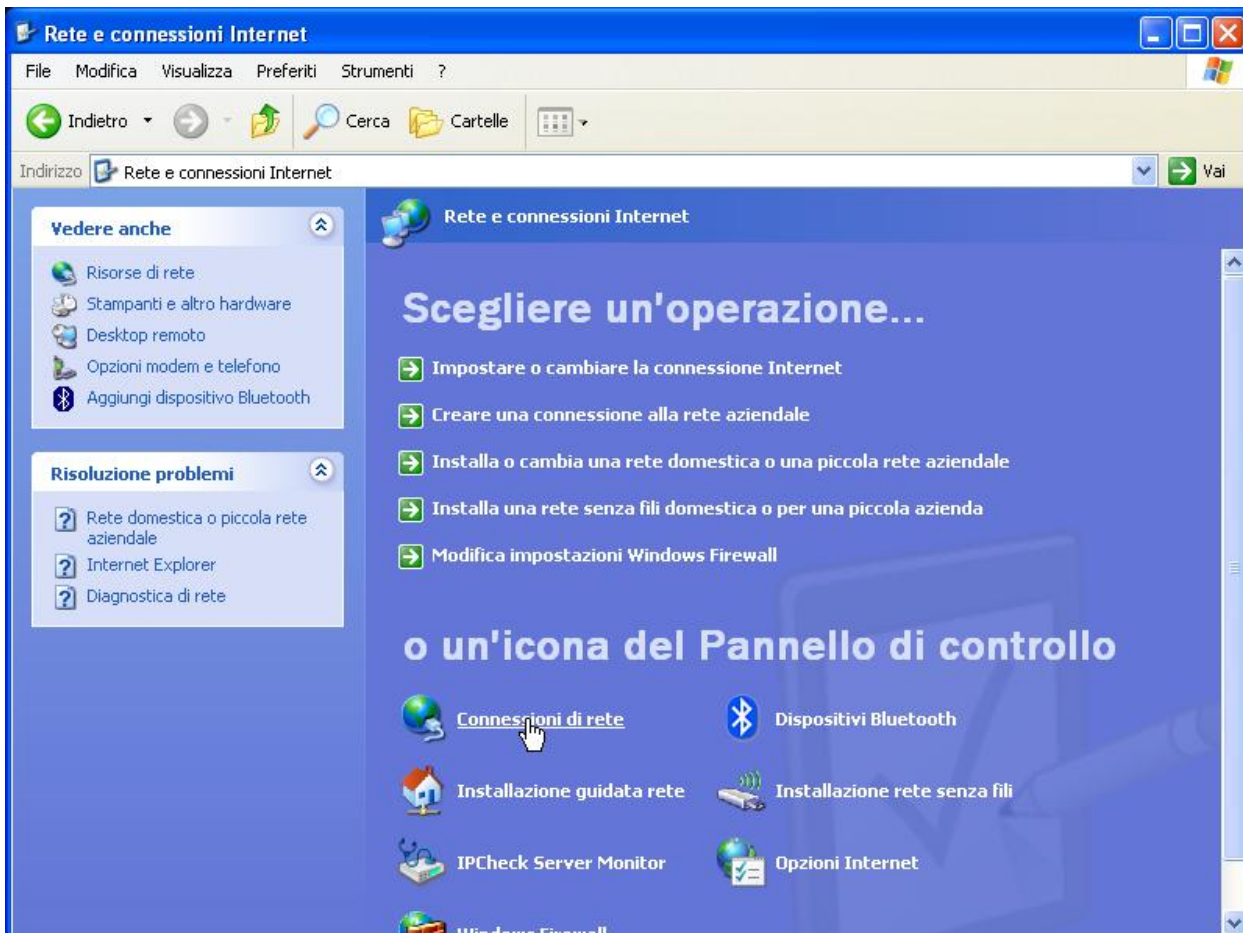 Rete e connessioni Internet
File Modifica Visualizza Preferiti Strumenti ?
Indietro Cerca Cartelle
Indirizzo Rete e connessioni Internet Vai
Vedere anche
Risorse di rete
Stampanti e altro hardware
Desktop remoto
Opzioni modem e telefono
Aggiungi dispositivo Bluetooth
Risoluzione problemi
Rete domestica o piccola rete
aziendale
Internet Explorer
Diagnostica di rete
Rete e connessioni Internet
Scegliere un'operazione...
Impostare o cambiare la connessione Internet
Creare una connessione alla rete aziendale
Installa o cambia una rete domestica o una piccola rete aziendale
Installa una rete senza fili domestica o per una piccola azienda
Modifica impostazioni Windows Firewall
o un'icona del Pannello di controllo
Connessioni di rete Dispositivi Bluetooth
Installazione guidata rete Installazione rete senza fili
IPCheck Server Monitor Opzioni Internet
Windows Firewall